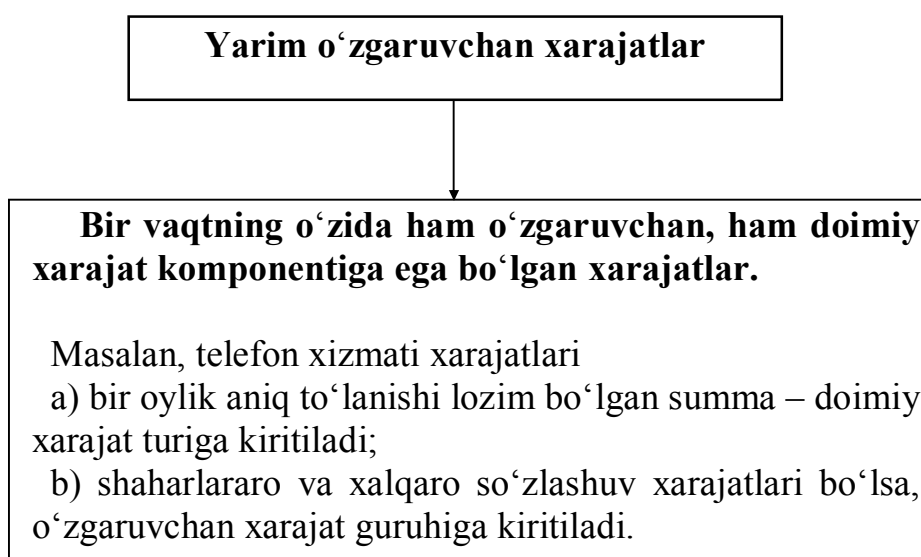 Yarim o‘zgaruvchan xarajatlar
Bir vaqtning o‘zida ham o‘zgaruvchan, ham doimiy
xarajat komponentiga ega bo‘lgan xarajatlar.
Masalan, telefon xizmati xarajatlari
a) bir oylik aniq to‘lanishi lozim bo‘lgan summa – doimiy
xarajat turiga kiritiladi;
b) shaharlararo va xalqaro so‘zlashuv xarajatlari bo‘lsa,
o‘zgaruvchan xarajat guruhiga kiritiladi.